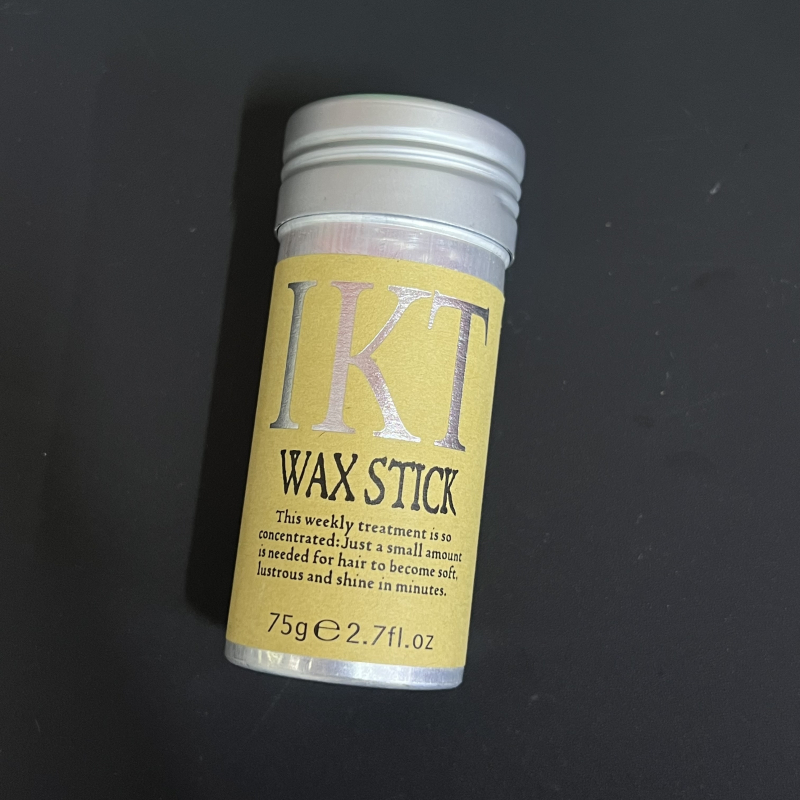 IKT
WAX STICK
This weekly treatment is so
concentrated:Just a small amount
is needed for hair to become soft,
lustrous and shine in minutes.
75g℮2.7fl.oz